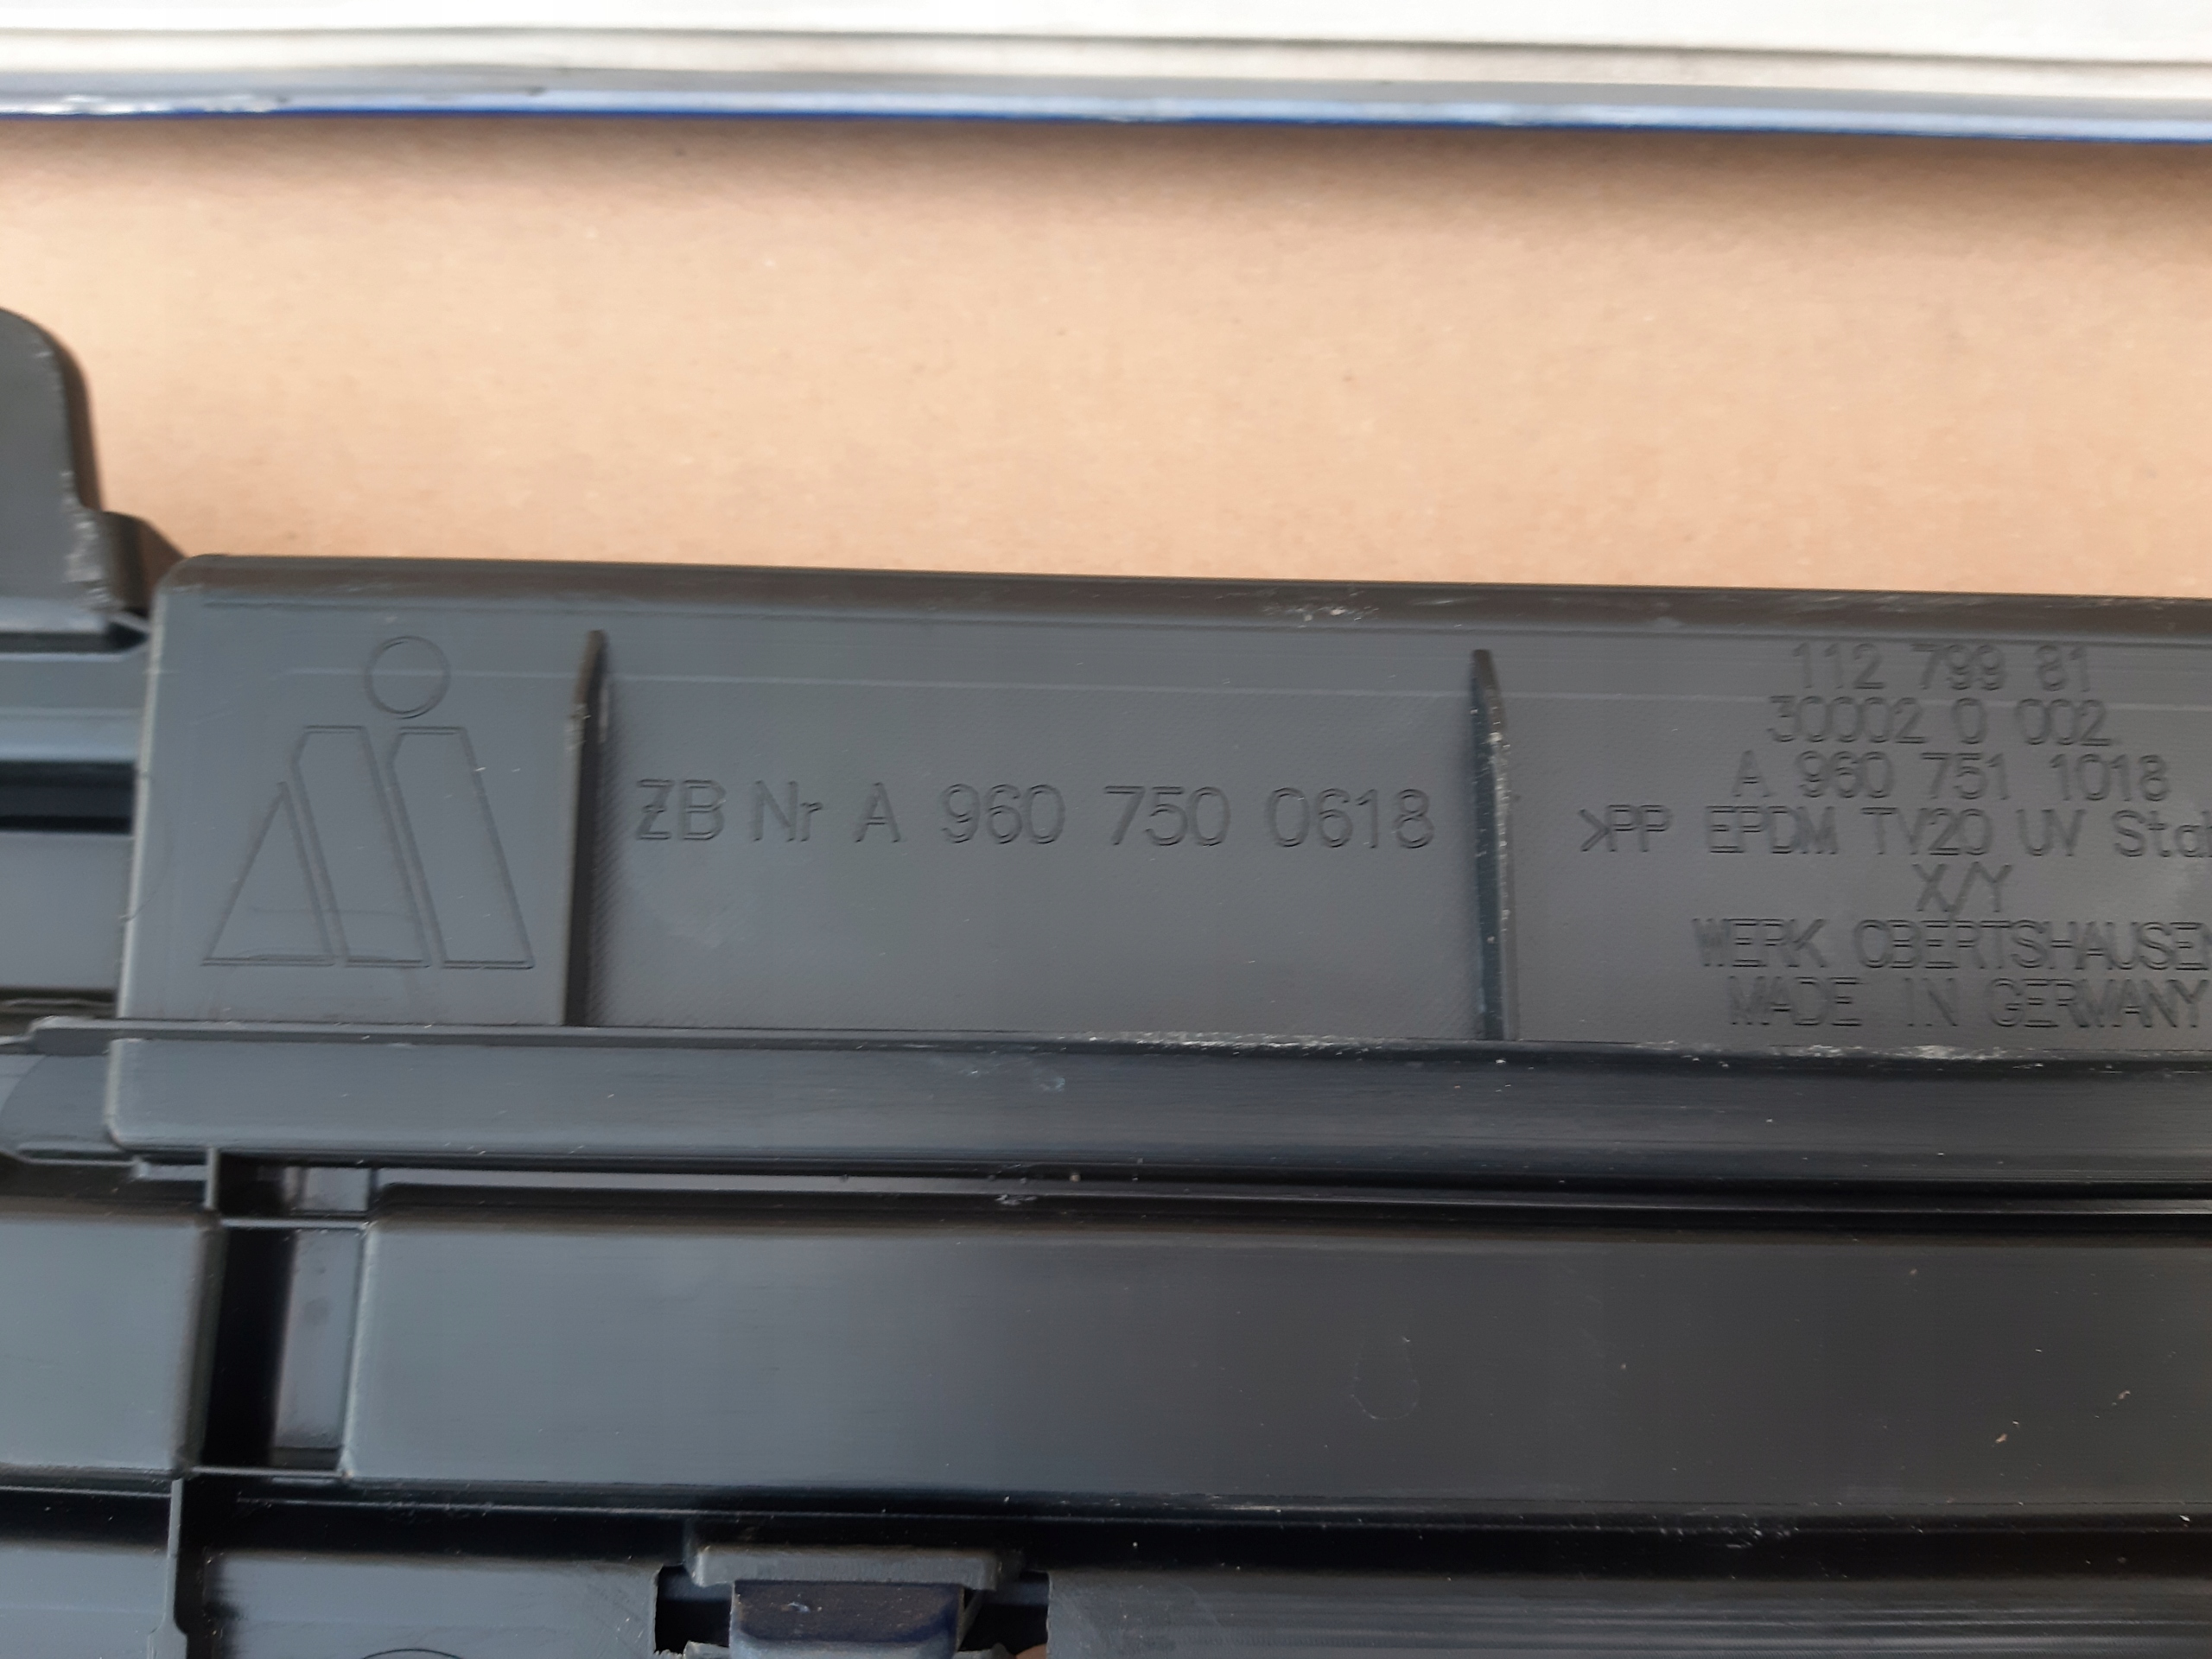 ZB Nr A 960 750 0618
112 799 81
30002 0 002
A 960 751 1018
>PP EPDM TV20 UV Stab
X/Y
WERK OBERTSHAUSEN
MADE IN GERMANY